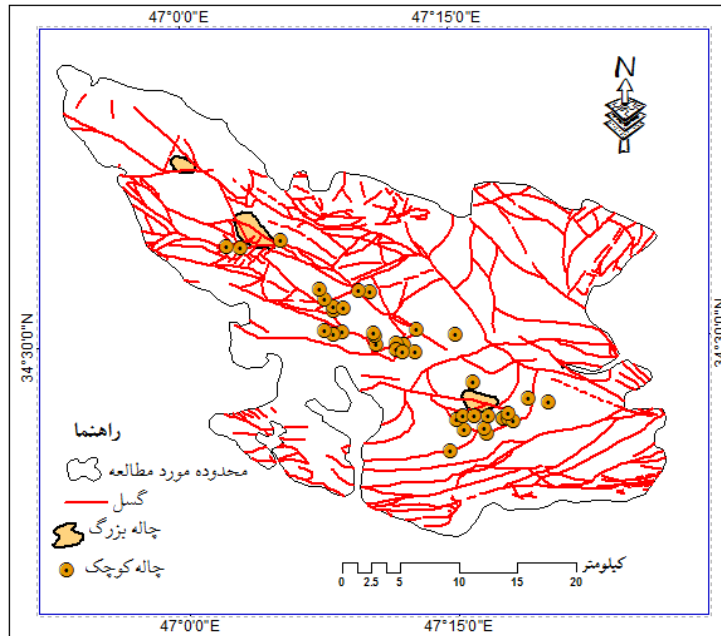 47°0'0"E
47°15'0"E
N
34°30'0"N
34°30'0"N
راهنما
محدوده مورد مطالعه
گسل
چاله بزرگ
چاله کوچک
کیلومتر
0 2.5 5 10 15 20
47°0'0"E
47°15'0"E